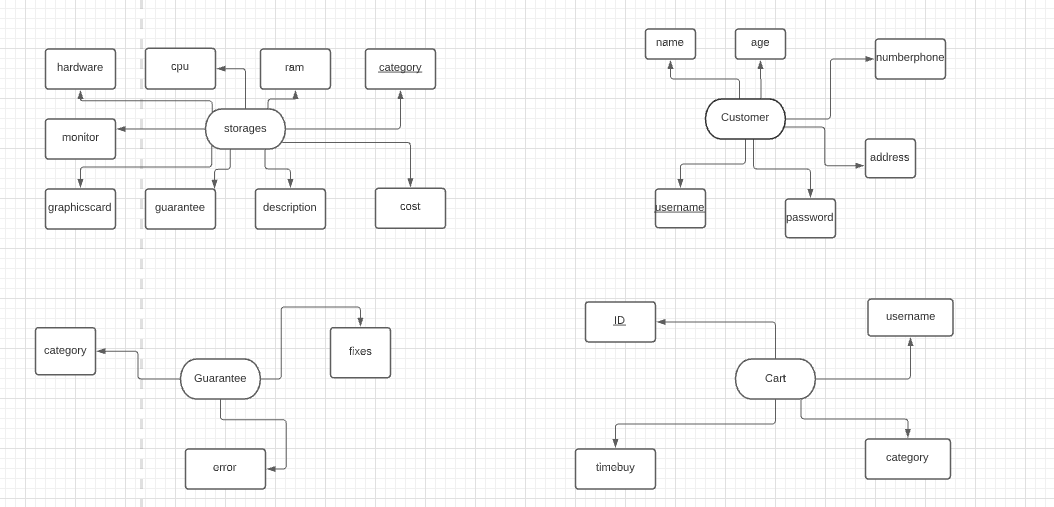 hardware
cpu
ram
category
monitor
storages
graphicscard
guarantee
description
cost
name
age
numberphone
Customer
address
username
password
category
Guarantee
fixes
error
ID
username
Cart
timebuy
category